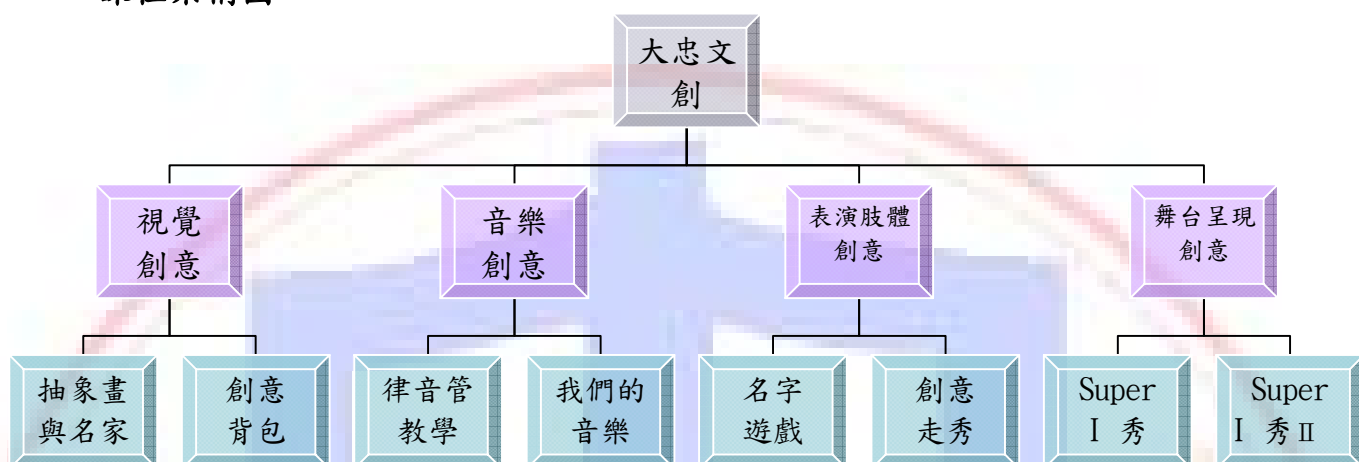 大忠文
創
視覺
創意
音樂
創意
表演肢體
創意
舞台呈現
創意
抽象畫
與名家
創意
背包
律音管
教學
我們的
音樂
名字
遊戲
創意
走秀
Super
I 秀
Super
I 秀Ⅱ